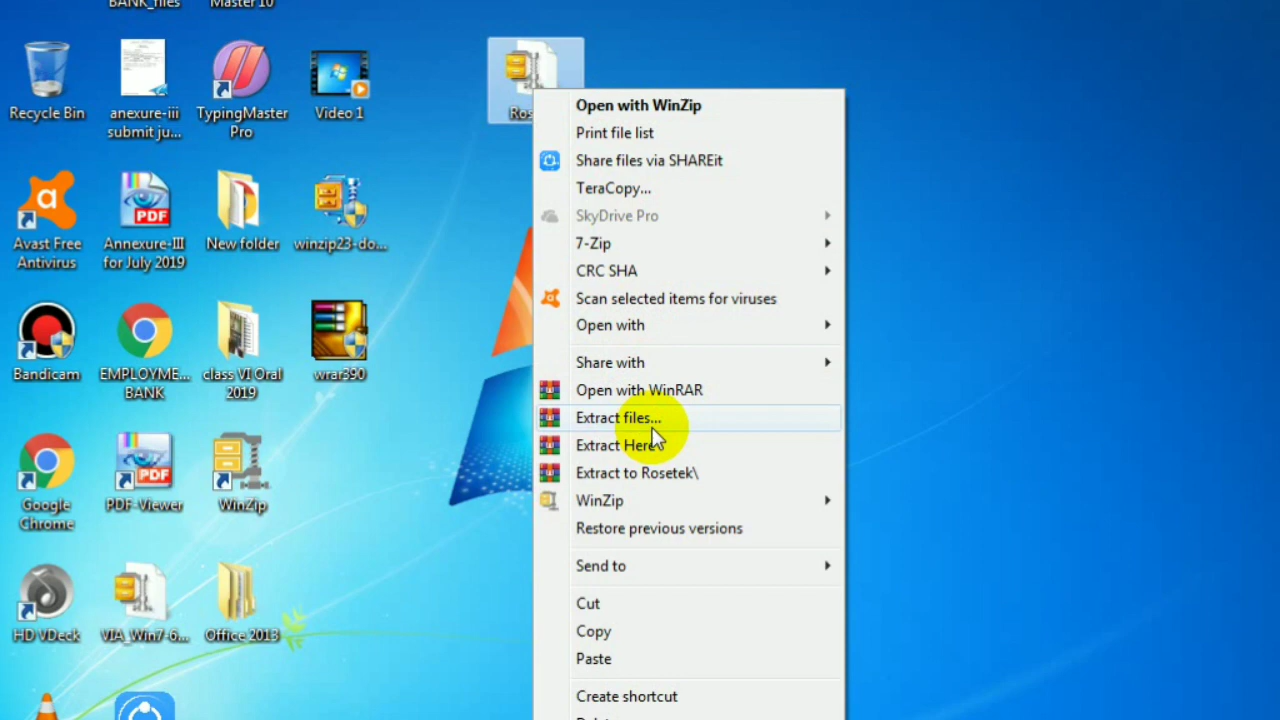 BANK_files
Master 10
Recycle Bin
anexure-iii
submit ju...
TypingMaster
Pro
Video 1
Ros
Avast Free
Antivirus
Annexure-III
for July 2019
New folder
winzip23-do...
Bandicam
EMPLOYME...
BANK
class VI Oral
2019
wrar390
Google
Chrome
PDF-Viewer
WinZip
HD VDeck
VIA_Win7-6...
Office 2013
Open with WinZip
Print file list
Share files via SHAREit
TeraCopy...
SkyDrive Pro
7-Zip
CRC SHA
Scan selected items for viruses
Open with
Share with
Open with WinRAR
Extract files...
Extract Here
Extract to Rosetek\
WinZip
Restore previous versions
Send to
Cut
Copy
Paste
Create shortcut